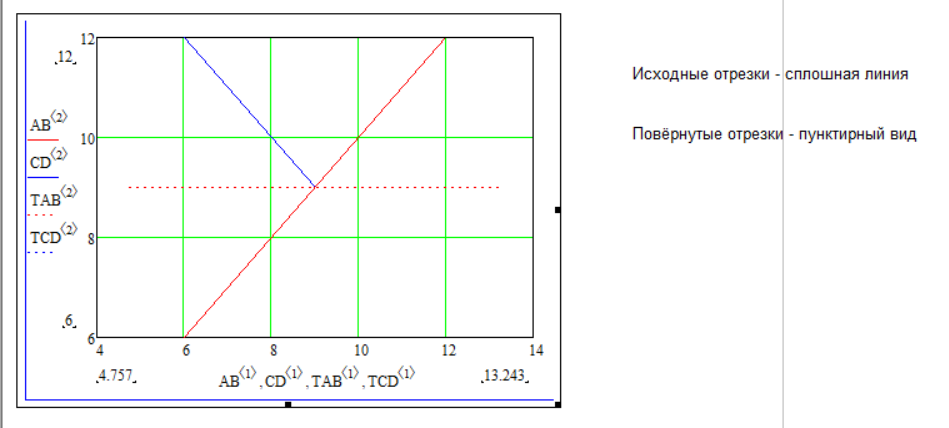 12
12
AB⟨2⟩
10
CD⟨2⟩
TAB⟨2⟩
TCD⟨2⟩
8
6
6
4 6 8 10 12 14
4.757 AB⟨1⟩, CD⟨1⟩, TAB⟨1⟩, TCD⟨1⟩ 13.243
Исходные отрезки - сплошная линия
Повёрнутые отрезки - пунктирный вид